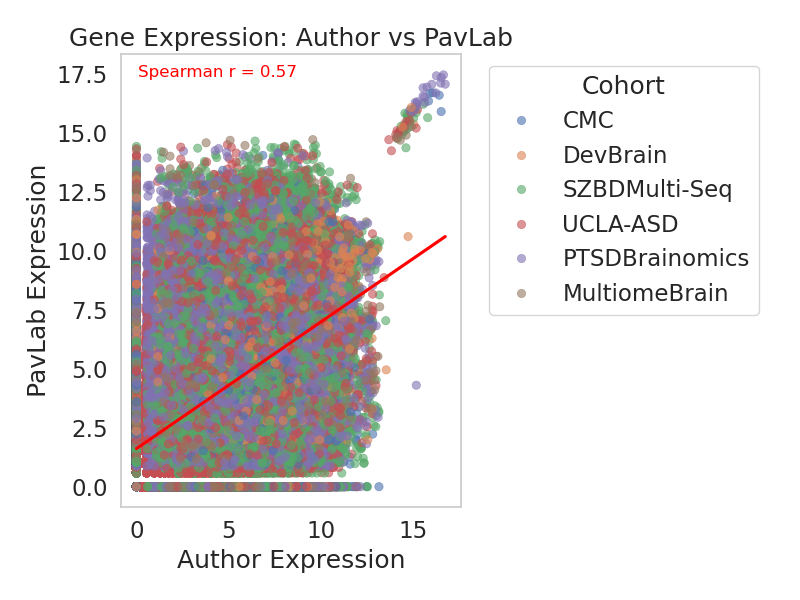 Gene Expression: Author vs PavLab
Spearman r = 0.57
17.5
15.0
12.5
10.0
7.5
5.0
2.5
0.0
PavLab Expression
0 5 10 15
Author Expression
Cohort
CMC
DevBrain
SZBDMulti-Seq
UCLA-ASD
PTSDBrainomics
MultiomeBrain